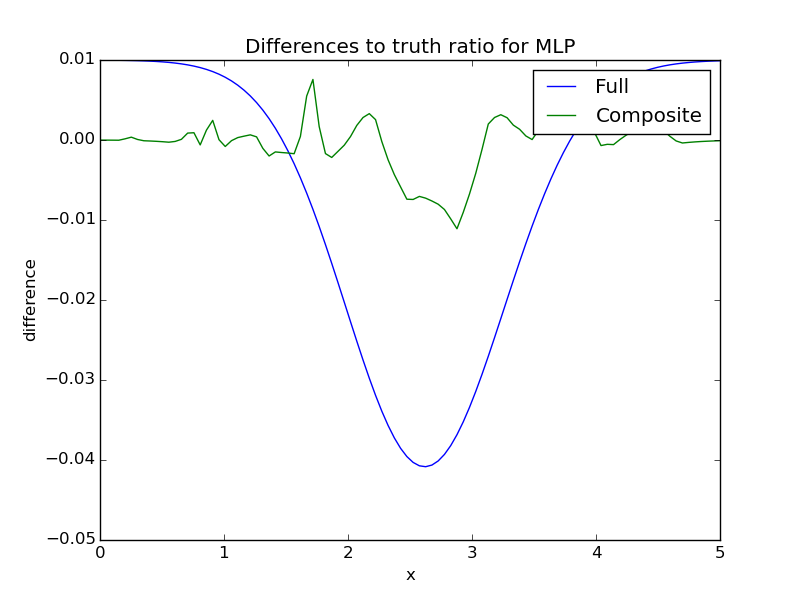 Differences to truth ratio for MLP
Full
Composite
0.01
0.00
−0.01
−0.02
−0.03
−0.04
−0.05
difference
0 1 2 3 4 5
x